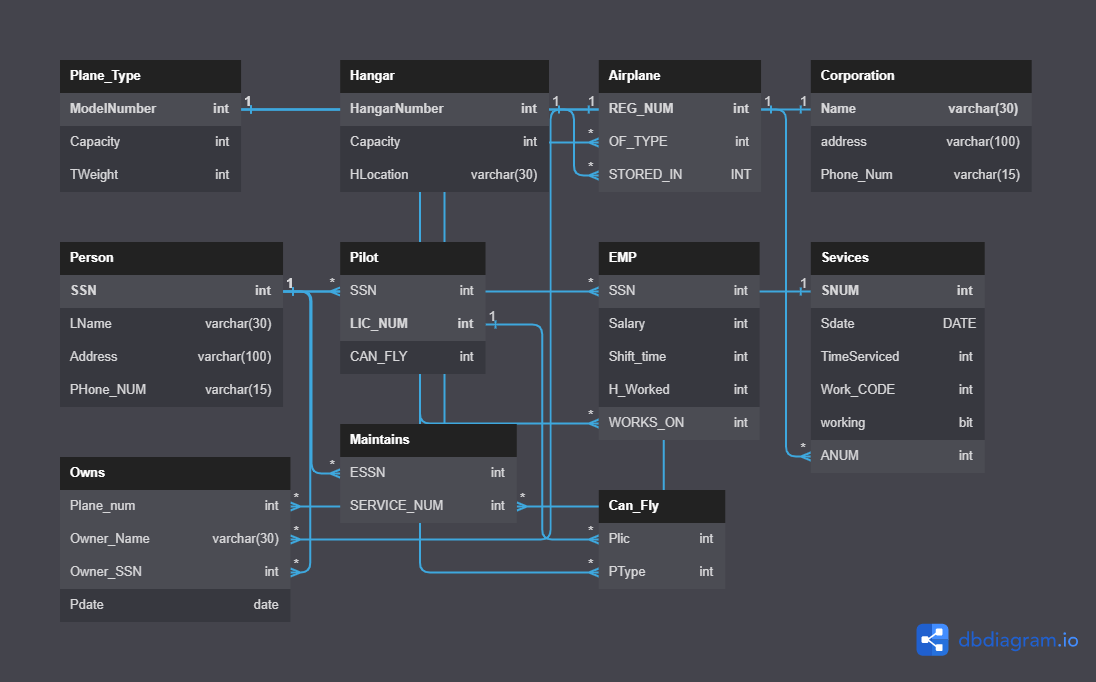 Plane_Type
ModelNumber int
Capacity int
TWeight int
Hangar
HangarNumber int
Capacity int
HLocation varchar(30)
Airplane
REG_NUM int
OF_TYPE int
STORED_IN INT
Corporation
Name varchar(30)
address varchar(100)
Phone_Num varchar(15)
1 1 1 1 1
* *
Person
SSN int
LName varchar(30)
Address varchar(100)
PHone_NUM varchar(15)
Pilot
SSN int
LIC_NUM int
CAN_FLY int
EMP
SSN int
Salary int
Shift_time int
H_Worked int
WORKS_ON int
Sevices
SNUM int
Sdate DATE
TimeServiced int
Work_CODE int
working bit
ANUM int
1 * * 1
1
* *
Owns
Plane_num int
Owner_Name varchar(30)
Owner_SSN int
Pdate date
Maintains
ESSN int
SERVICE_NUM int
Can_Fly
Plic int
PType int
*
* *
* *
* *
dbdiagram.io